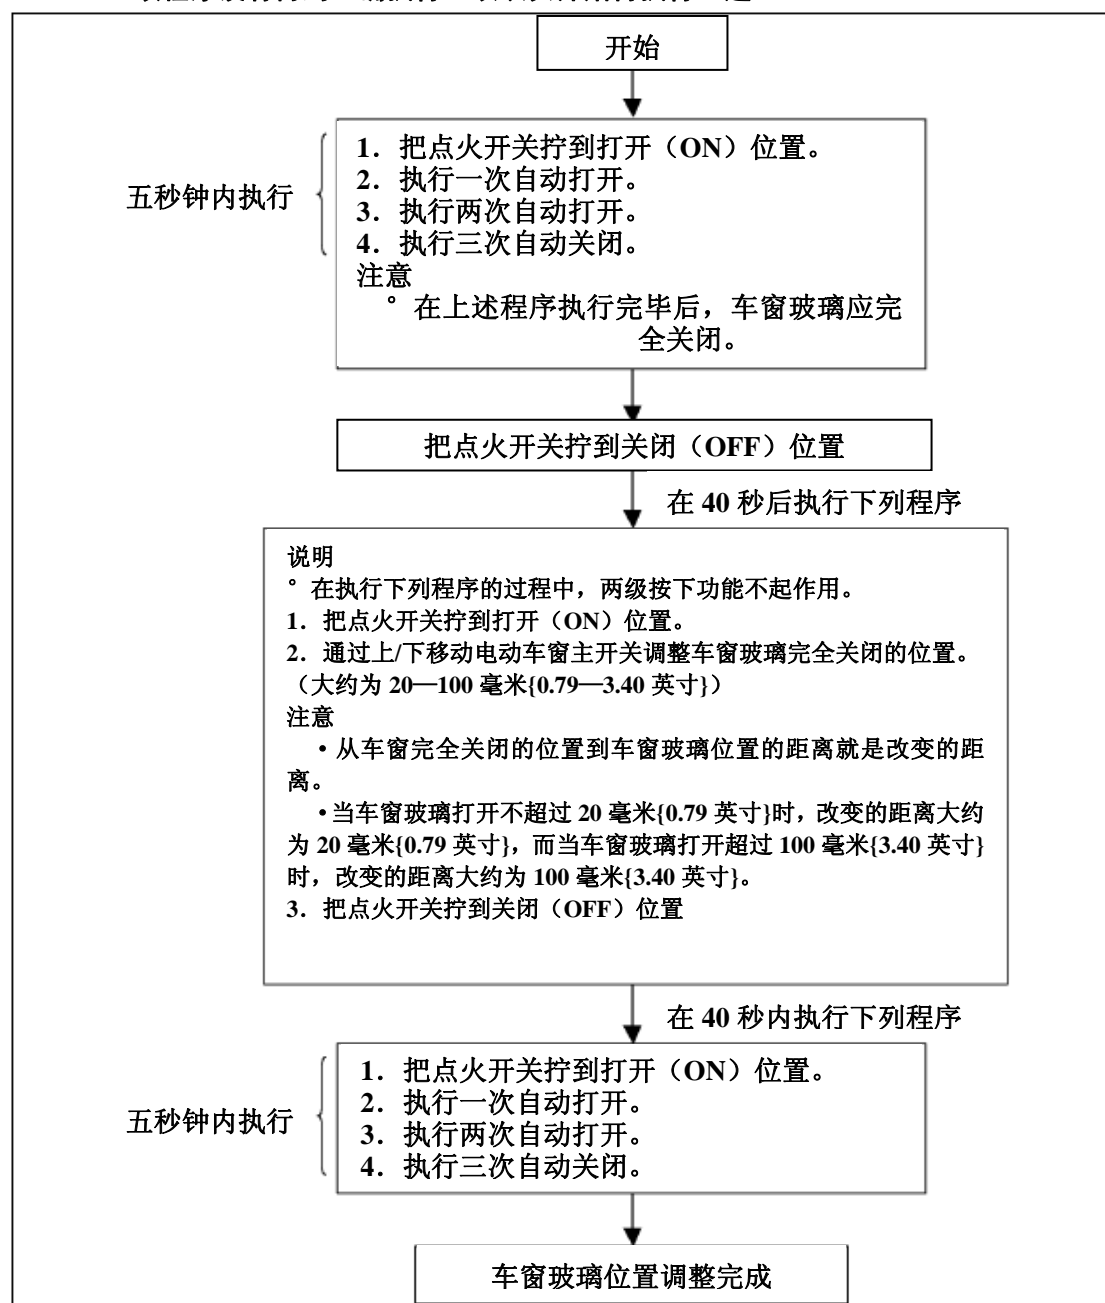 开始
五秒钟内执行
1．把点火开关拧到打开（ON）位置。
2．执行一次自动打开。
3．执行两次自动打开。
4．执行三次自动关闭。
注意
° 在上述程序执行完毕后，车窗玻璃应完
全关闭。
把点火开关拧到关闭（OFF）位置
在 40 秒后执行下列程序
说明
° 在执行下列程序的过程中，两级按下功能不起作用。
1．把点火开关拧到打开（ON）位置。
2．通过上/下移动电动车窗主开关调整车窗玻璃完全关闭的位置。
（大约为 20—100 毫米{0.79—3.40 英寸}）
注意
• 从车窗完全关闭的位置到车窗玻璃位置的距离就是改变的距
离。
•当车窗玻璃打开不超过 20 毫米{0.79 英寸}时，改变的距离大约
为 20 毫米{0.79 英寸}，而当车窗玻璃打开超过 100 毫米{3.40 英寸}
时，改变的距离大约为 100 毫米{3.40 英寸}。
3．把点火开关拧到关闭（OFF）位置
在 40 秒内执行下列程序
五秒钟内执行
1．把点火开关拧到打开（ON）位置。
2．执行一次自动打开。
3．执行两次自动打开。
4．执行三次自动关闭。
车窗玻璃位置调整完成